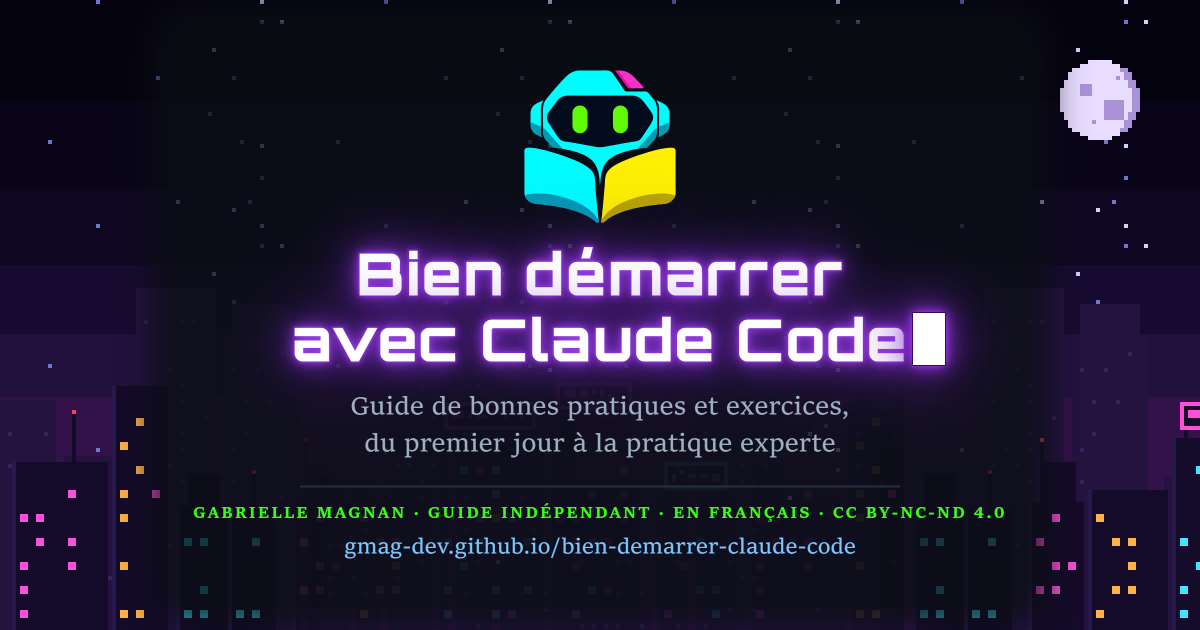 Bien démarrer
avec Claude Code
Guide de bonnes pratiques et exercices,
du premier jour à la pratique experte.
GABRIELLE MAGNAN · GUIDE INDÉPENDANT · EN FRANÇAIS · CC BY-NC-ND 4.0
gmag-dev.github.io/bien-demarrer-claude-code